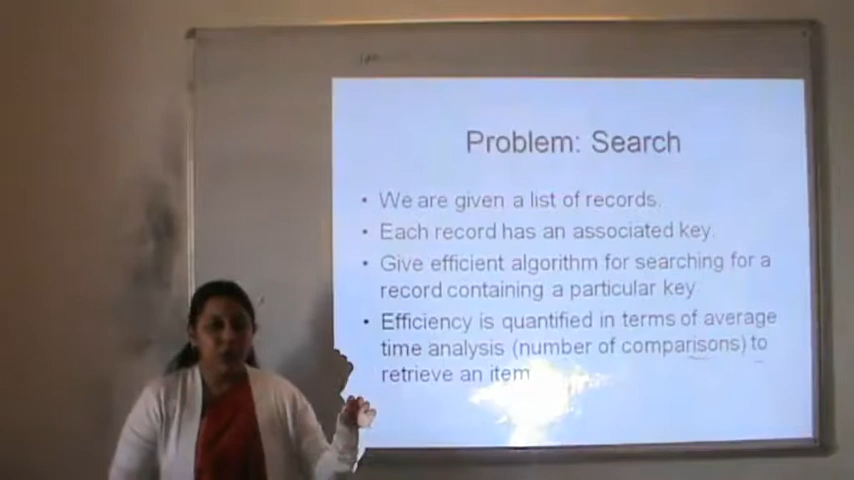 Problem: Search
• We are given a list of records.
• Each record has an associated key.
• Give efficient algorithm for searching for a
record containing a particular key
• Efficiency is quantified in terms of average
time analysis (number of comparisons) to
retrieve an item